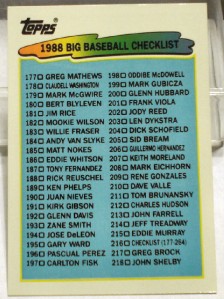 Topps
1988 BIG BASEBALL CHECKLIST
177 GREG MATHEWS
178 CLAUDELL WASHINGTON
179 MARK McGWIRE
180 BERT BLYLEVEN
181 JIM RICE
182 MOOKIE WILSON
183 WILLIE FRASER
184 ANDY VAN SLYKE
185 MATT NOKES
186 EDDIE WHITSON
187 TONY FERNANDEZ
188 RICK REUSCHEL
189 KEN PHELPS
190 JUAN NIEVES
191 KIRK GIBSON
192 GLENN DAVIS
193 ZANE SMITH
194 JOSE DeLEON
195 GARY WARD
196 PASCUAL PEREZ
197 CARLTON FISK
198 ODDIBE McDOWELL
199 MARK GUBICZA
200 GLENN HUBBARD
201 FRANK VIOLA
202 JODY REED
203 LEN DYKSTRA
204 DICK SCHOFIELD
205 SID BREAM
206 GUILLERMO HERNANDEZ
207 KEITH MORELAND
208 MARK EICHHORN
209 RENE GONZALES
210 DAVE VALLE
211 TOM BRUNANSKY
212 CHARLES HUDSON
213 JOHN FARRELL
214 JEFF TREADWAY
215 EDDIE MURRAY
216 CHECKLIST (177-264)
217 GREG BROCK
218 JOHN SHELBY